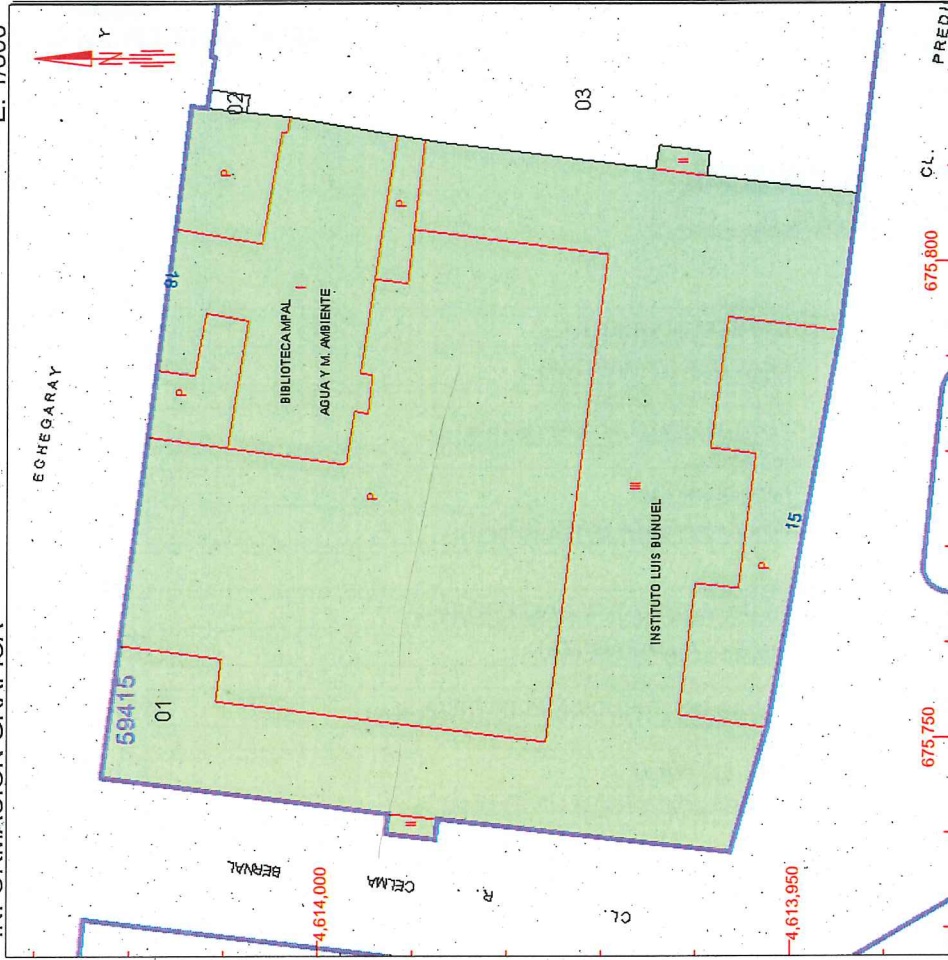 ECHEGARAY
Y
N
59415
01
18
02
03
P
P
P
P
BIBLIOTECAMPAL
I
AGUA Y M. AMBIENTE
II
II
III
INSTITUTO LUIS BUNUEL
P
15
BERNAL
CELMA
R.
CL.
4,614,000
4,613,950
675,750
675,800
CL.